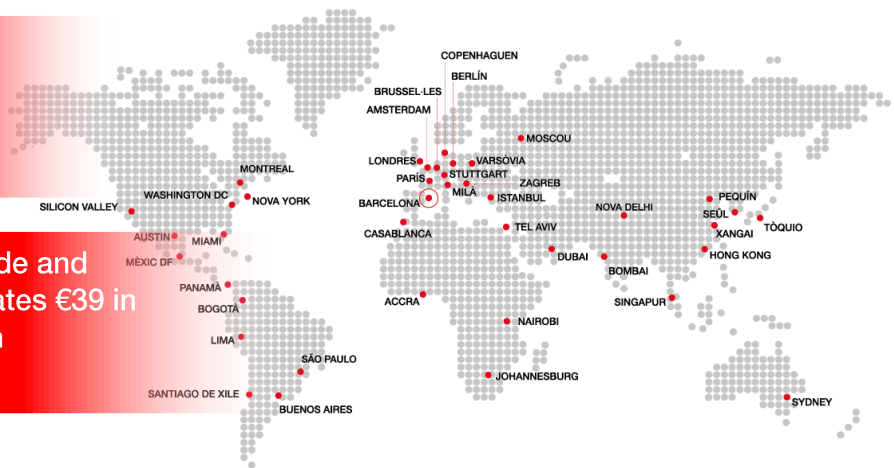 COPENHAGUEN
BERLÍN
BRUSSEL·LES
AMSTERDAM
MOSCOU
LONDRES
VARSÒVIA
MONTREAL
PARÍS
STUTTGART
ZAGREB
MILÀ
WASHINGTON DC
NOVA YORK
BARCELONA
ISTANBUL
PEQUÍN
SILICON VALLEY
NOVA DELHI
SEÜL
TÒQUIO
CASABLANCA
TEL AVIV
XANGAI
AUSTIN
MIAMI
DUBAI
HONG KONG
MÈXIC DF
BOMBAI
de and
PANAMÀ
ates €39 in
ACCRA
SINGAPUR
BOGOTÀ
NAIROBI
LIMA
SÃO PAULO
JOHANNESBURG
SANTIAGO DE XILE
SYDNEY
BUENOS AIRES